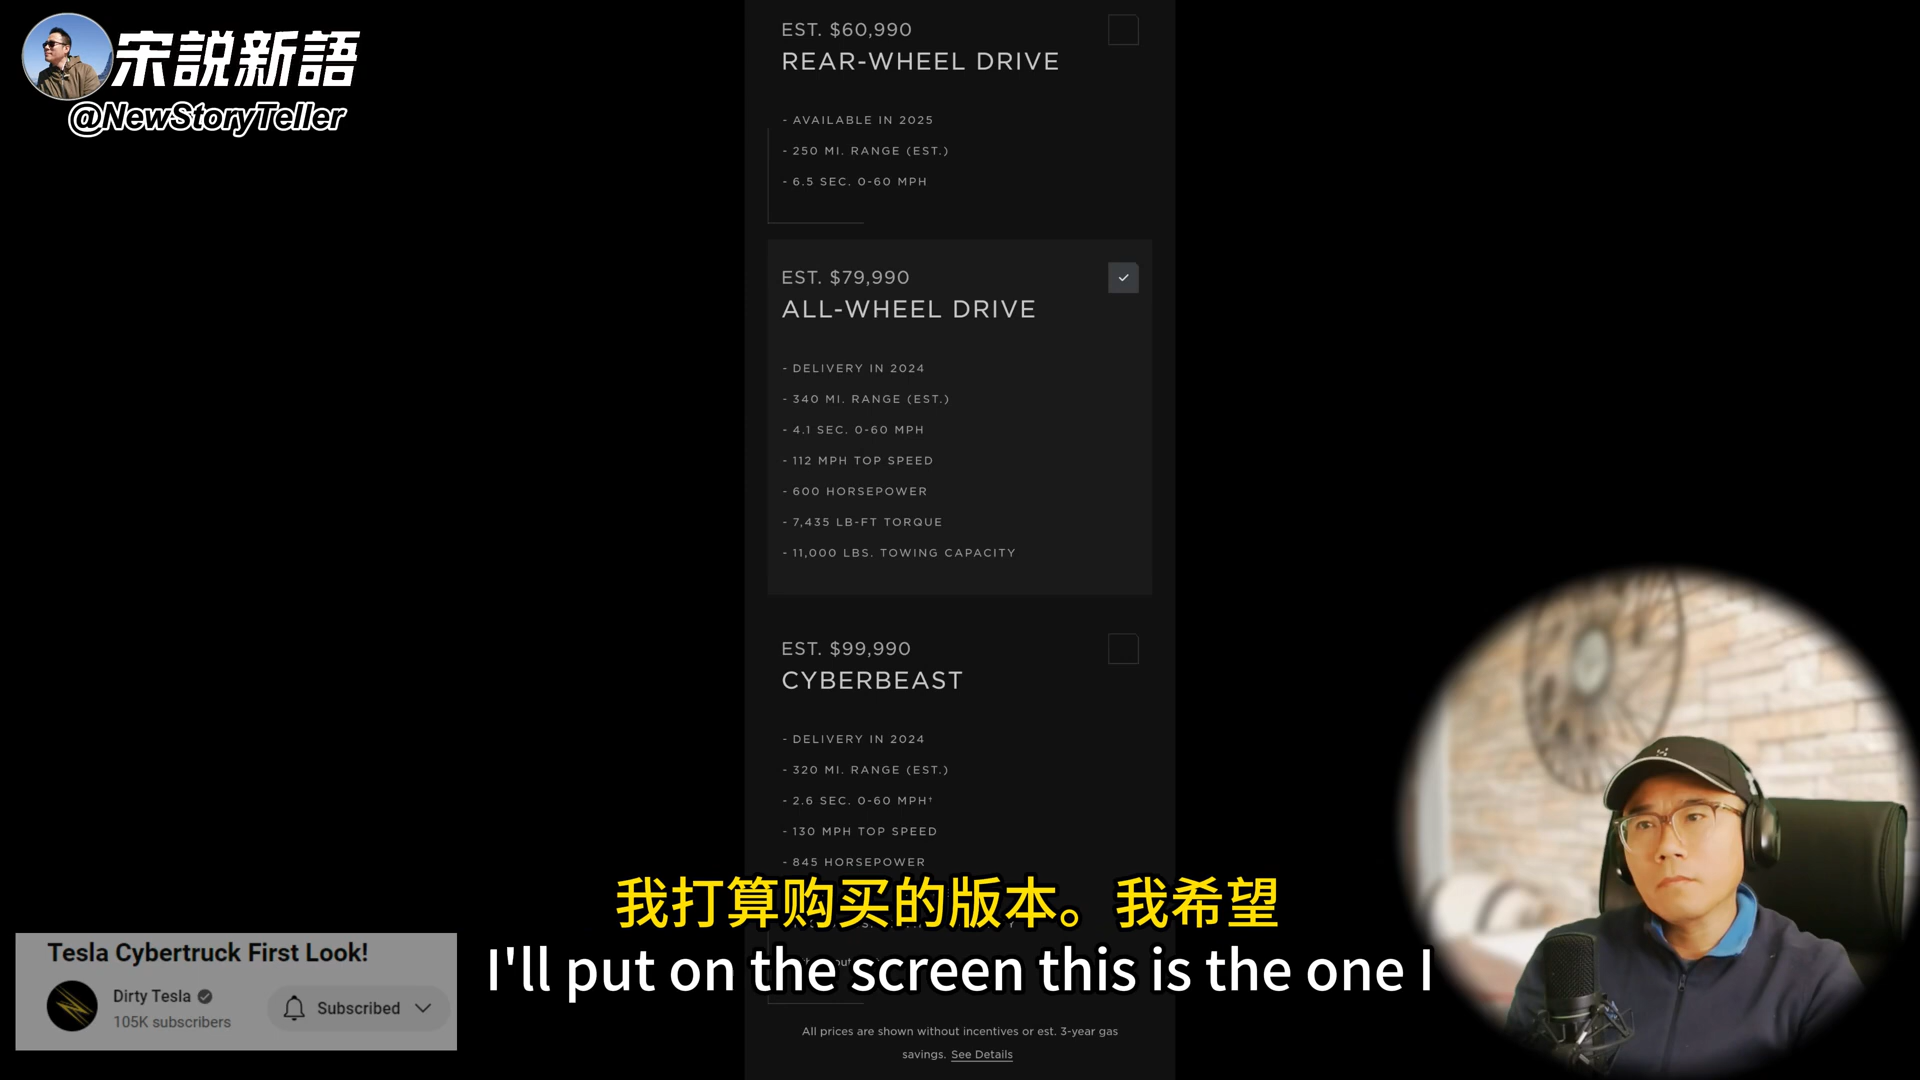 宋説新語
@NewStoryTeller
EST. $60,990
REAR-WHEEL DRIVE
- AVAILABLE IN 2025
- 250 MI. RANGE (EST.)
- 6.5 SEC. 0-60 MPH
EST. $79,990
ALL-WHEEL DRIVE
- DELIVERY IN 2024
- 340 MI. RANGE (EST.)
- 4.1 SEC. 0-60 MPH
- 112 MPH TOP SPEED
- 600 HORSEPOWER
- 7,435 LB-FT TORQUE
- 11,000 LBS. TOWING CAPACITY
EST. $99,990
CYBERBEAST
- DELIVERY IN 2024
- 320 MI. RANGE (EST.)
- 2.6 SEC. 0-60 MPH†
- 130 MPH TOP SPEED
- 845 HORSEPOWER
我打算购买的版本。我希望
I'll put on the screen this is the one I
All prices are shown without incentives or est. 3-year gas
savings. See Details
Tesla Cybertruck First Look!
Dirty Tesla
105K subscribers
Subscribed